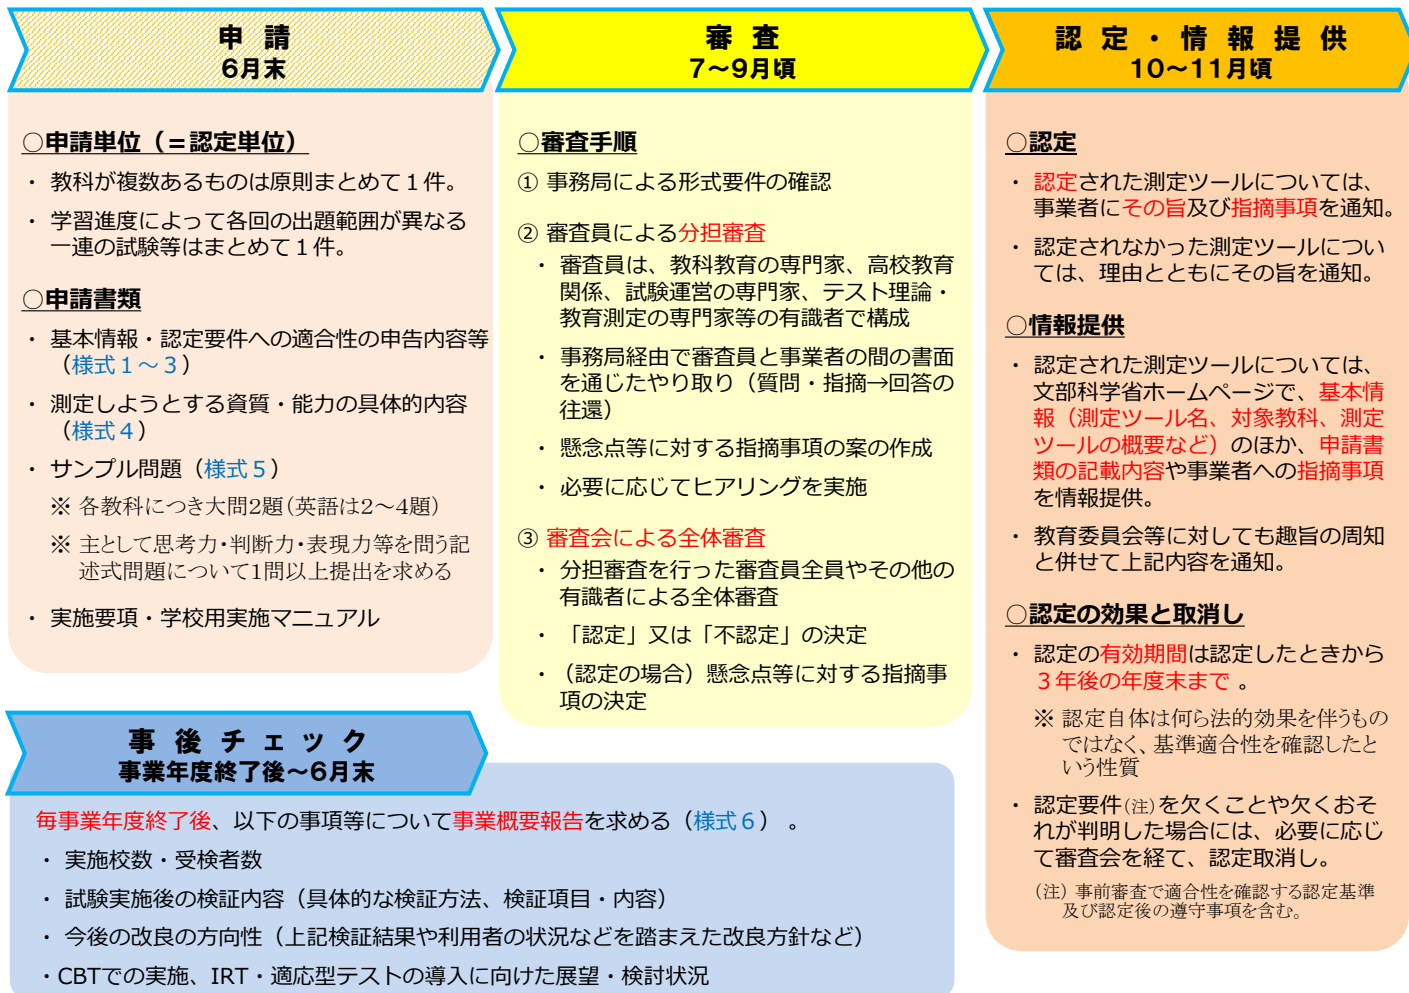 申請
6月末
○申請単位（＝認定単位）
・ 教科が複数あるものは原則まとめて１件。
・ 学習進度によって各回の出題範囲が異なる
一連の試験等はまとめて１件。
○申請書類
・ 基本情報・認定要件への適合性の申告内容等
（様式１～３）
・ 測定しようとする資質・能力の具体的内容
（様式４）
・ サンプル問題（様式５）
※ 各教科につき大問2題（英語は2～4題）
※ 主として思考力・判断力・表現力等を問う記
述式問題について1問以上提出を求める
・ 実施要項・学校用実施マニュアル
審査
7～9月頃
○審査手順
① 事務局による形式要件の確認
② 審査員による分担審査
・ 審査員は、教科教育の専門家、高校教育
関係、試験運営の専門家、テスト理論・
教育測定の専門家等の有識者で構成
・ 事務局経由で審査員と事業者の間の書面
を通じたやり取り（質問・指摘→回答の
往還）
・ 懸念点等に対する指摘事項の案の作成
・ 必要に応じてヒアリングを実施
③ 審査会による全体審査
・ 分担審査を行った審査員全員やその他の
有識者による全体審査
・ 「認定」又は「不認定」の決定
・ （認定の場合）懸念点等に対する指摘事
項の決定
認定・情報提供
10～11月頃
○認定
・ 認定された測定ツールについては、
事業者にその旨及び指摘事項を通知。
・ 認定されなかった測定ツールについ
ては、理由とともにその旨を通知。
○情報提供
・ 認定された測定ツールについては、
文部科学省ホームページで、基本情
報（測定ツール名、対象教科、測定
ツールの概要など）のほか、申請書
類の記載内容や事業者への指摘事項
を情報提供。
・ 教育委員会等に対しても趣旨の周知
と併せて上記内容を通知。
○認定の効果と取消し
・ 認定の有効期間は認定したときから
３年後の年度末まで 。
※ 認定自体は何ら法的効果を伴うもの
ではなく、基準適合性を確認したと
いう性質
・ 認定要件（注）を欠くことや欠くおそ
れが判明した場合には、必要に応じ
て審査会を経て、認定取消し。
（注） 事前審査で適合性を確認する認定基準
及び認定後の遵守事項を含む。
事後チェック
事業年度終了後～6月末
毎事業年度終了後、以下の事項等について事業概要報告を求める（様式６） 。
・ 実施校数・受検者数
・ 試験実施後の検証内容（具体的な検証方法、検証項目・内容）
・ 今後の改良の方向性（上記検証結果や利用者の状況などを踏まえた改良方針など）
・CBTでの実施、IRT・適応型テストの導入に向けた展望・検討状況